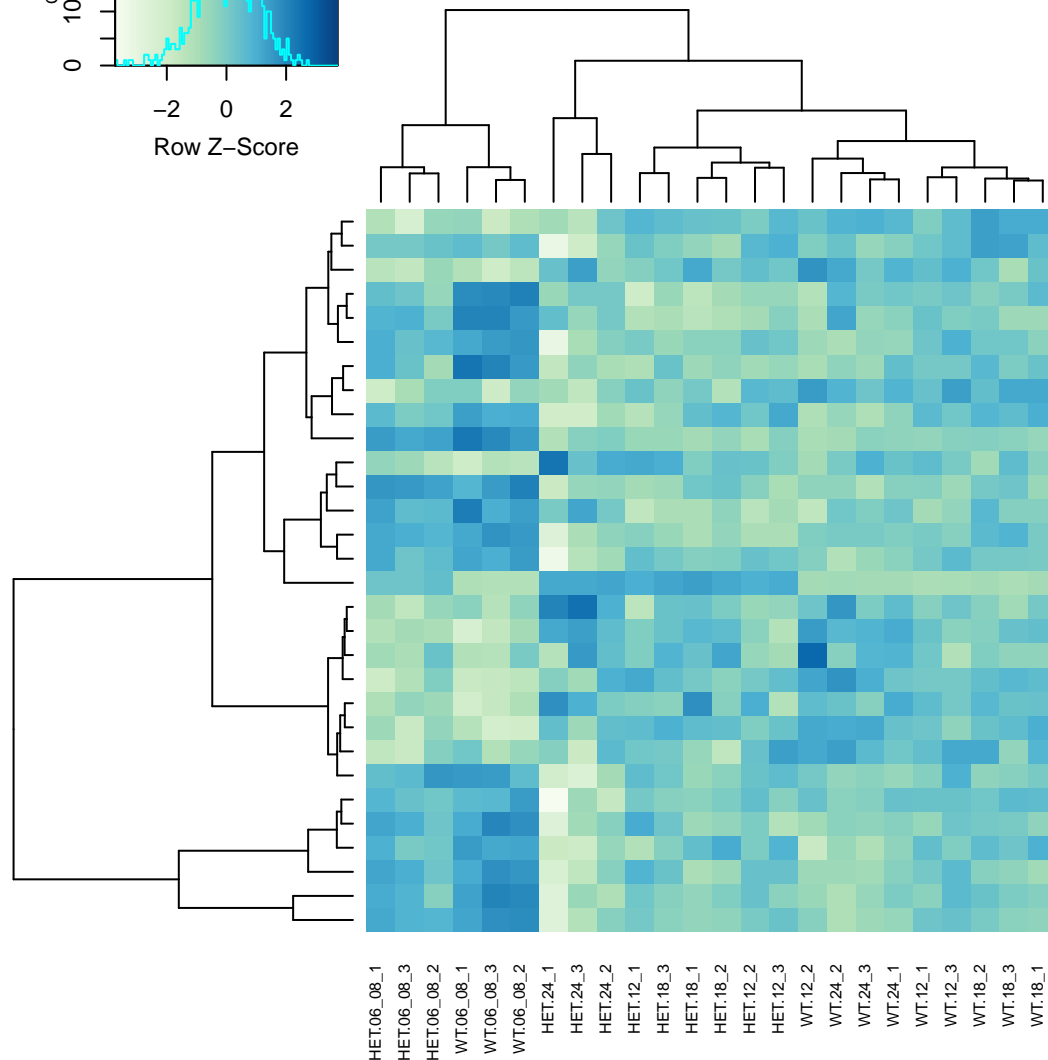 10
0
−2 0 2
Row Z−Score
HET.06_08_1
HET.06_08_3
HET.06_08_2
WT.06_08_1
WT.06_08_3
WT.06_08_2
HET.24_1
HET.24_3
HET.24_2
HET.12_1
HET.18_3
HET.18_1
HET.18_2
HET.12_2
HET.12_3
WT.12_2
WT.24_2
WT.24_3
WT.24_1
WT.12_1
WT.12_3
WT.18_2
WT.18_3
WT.18_1